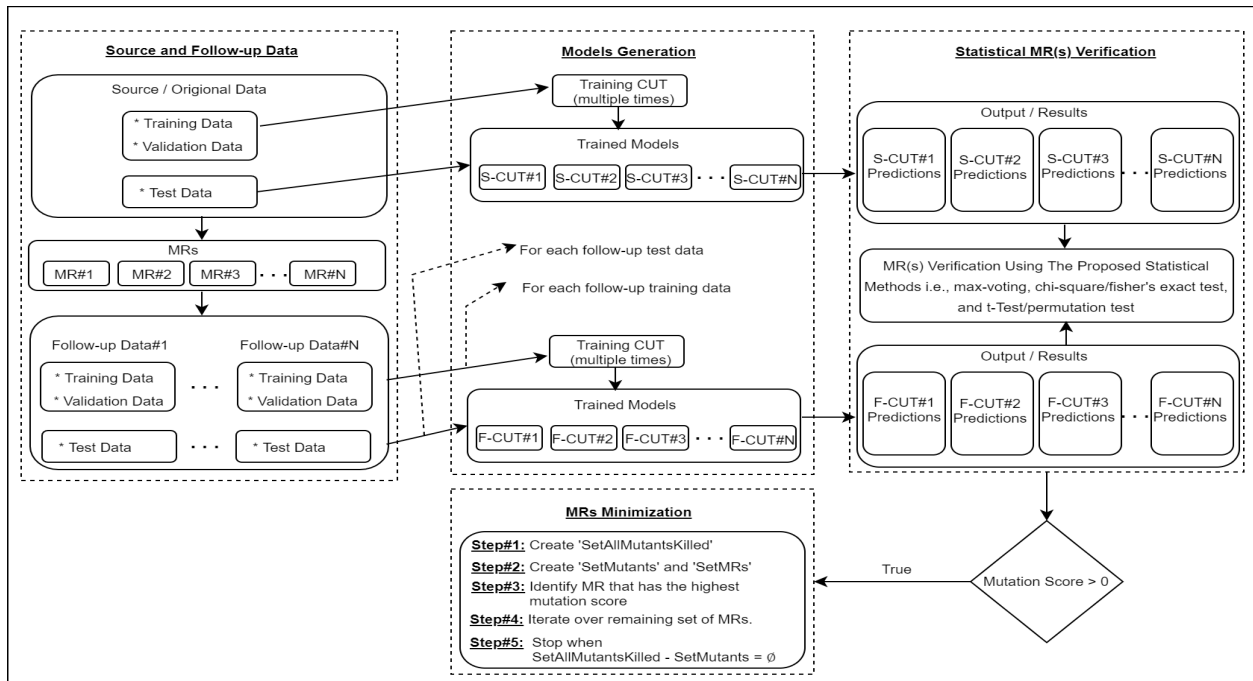 Source and Follow-up Data
Source / Origional Data
* Training Data
* Validation Data
* Test Data
MRs
MR#1 MR#2 MR#3 · · · MR#N
Follow-up Data#1 Follow-up Data#N
* Training Data
* Validation Data
· · ·
* Training Data
* Validation Data
* Test Data · · · * Test Data
Models Generation
Training CUT
(multiple times)
Trained Models
S-CUT#1 S-CUT#2 S-CUT#3 · · · S-CUT#N
For each follow-up test data
For each follow-up training data
Training CUT
(multiple times)
Trained Models
F-CUT#1 F-CUT#2 F-CUT#3 · · · F-CUT#N
Statistical MR(s) Verification
Output / Results
S-CUT#1
Predictions
S-CUT#2
Predictions
S-CUT#3
Predictions
· · ·
S-CUT#N
Predictions
MR(s) Verification Using The Proposed Statistical
Methods i.e., max-voting, chi-square/fisher's exact test,
and t-Test/permutation test
Output / Results
F-CUT#1
Predictions
F-CUT#2
Predictions
F-CUT#3
Predictions
· · ·
F-CUT#N
Predictions
Mutation Score > 0
True
MRs Minimization
Step#1: Create 'SetAllMutantsKilled'
Step#2: Create 'SetMutants' and 'SetMRs'
Step#3: Identify MR that has the highest
mutation score
Step#4: Iterate over remaining set of MRs.
Step#5: Stop when
SetAllMutantsKilled - SetMutants = ∅